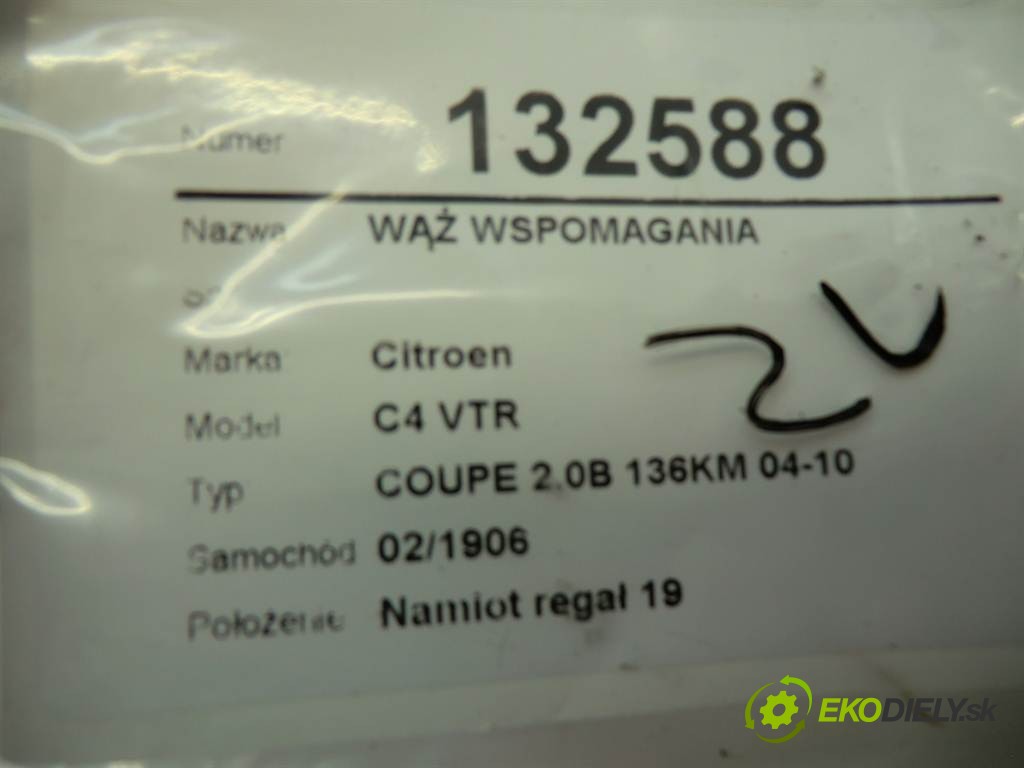 Numer 132588
Nazwa WĄŻ WSPOMAGANIA
Marka Citroen
Model C4 VTR
Typ COUPE 2.0B 136KM 04-10
Samochód 02/1906
Położenie Namiot regał 19
EKODIELY.sk